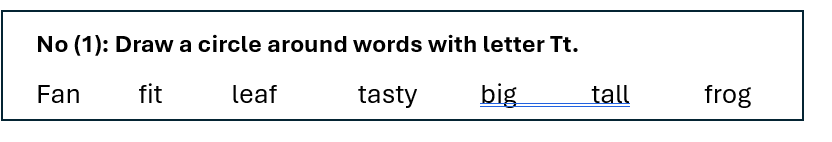 No (1): Draw a circle around words with letter Tt.
Fan fit leaf tasty big tall frog